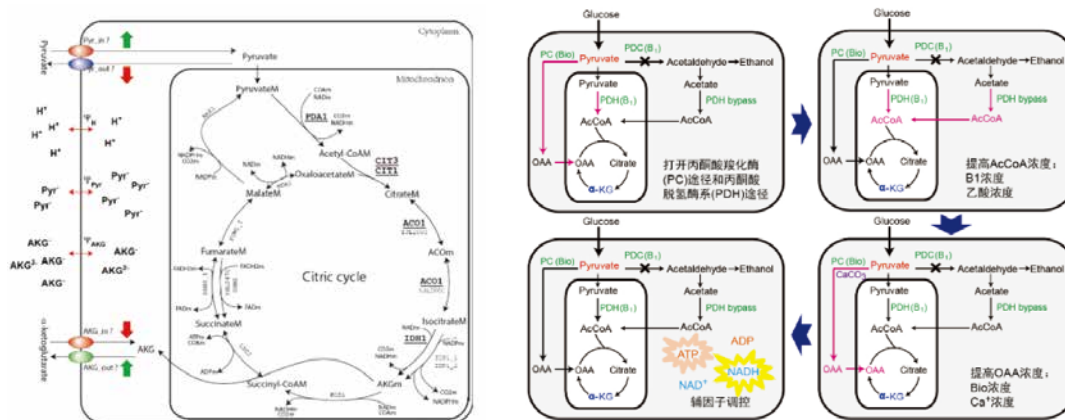 Cytoplasm
Pyr_in ?
Pyruvate
Pyr_out ?
Pyruvate
Mitochondria
PyruvateM
PDA1
Acetyl-CoAM
CIT3
CIT1
OxaloacetateM
MalateM
CitrateM
ACO1
ACOm
ACO1
FumarateM
Citric cycle
IsocitrateM
IDH1
SuccinateM
Succinyl-CoAM
AKGm
AKG
AKG_in ?
α-ketoglutarate
AKG_out ?
H⁺
H⁺
H⁺
H⁺
H⁺
H⁺
Ψ H
Pyr⁻
Pyr⁻
Pyr⁻
Pyr⁻
Pyr⁻
Pyr⁻
Ψ Pyr
AKG⁻
AKG²⁻
AKG⁻
AKG⁻
AKG⁻
AKG²⁻
Ψ AKG
Glucose
PC (Bio)
Pyruvate
PDC(B₁)
Acetaldehyde
Ethanol
Pyruvate
Acetate
PDH(B₁)
PDH bypass
AcCoA
AcCoA
OAA
OAA
Citrate
α-KG
打开丙酮酸羧化酶
(PC)途径和丙酮酸
脱氢酶系(PDH)途径
Glucose
PC (Bio)
Pyruvate
PDC(B₁)
Acetaldehyde
Ethanol
Pyruvate
Acetate
PDH(B₁)
PDH bypass
AcCoA
AcCoA
OAA
OAA
Citrate
α-KG
提高AcCoA浓度：
B1浓度
乙酸浓度
Glucose
PC (Bio)
Pyruvate
PDC(B₁)
Acetaldehyde
Ethanol
Pyruvate
Acetate
PDH(B₁)
PDH bypass
AcCoA
AcCoA
OAA
OAA
Citrate
α-KG
ATP
ADP
NAD⁺
NADH
辅因子调控
Glucose
PC (Bio)
CaCO₃
Pyruvate
PDC(B₁)
Acetaldehyde
Ethanol
Pyruvate
Acetate
PDH(B₁)
PDH bypass
AcCoA
AcCoA
OAA
OAA
Citrate
α-KG
提高OAA浓度：
Bio浓度
Ca⁺浓度